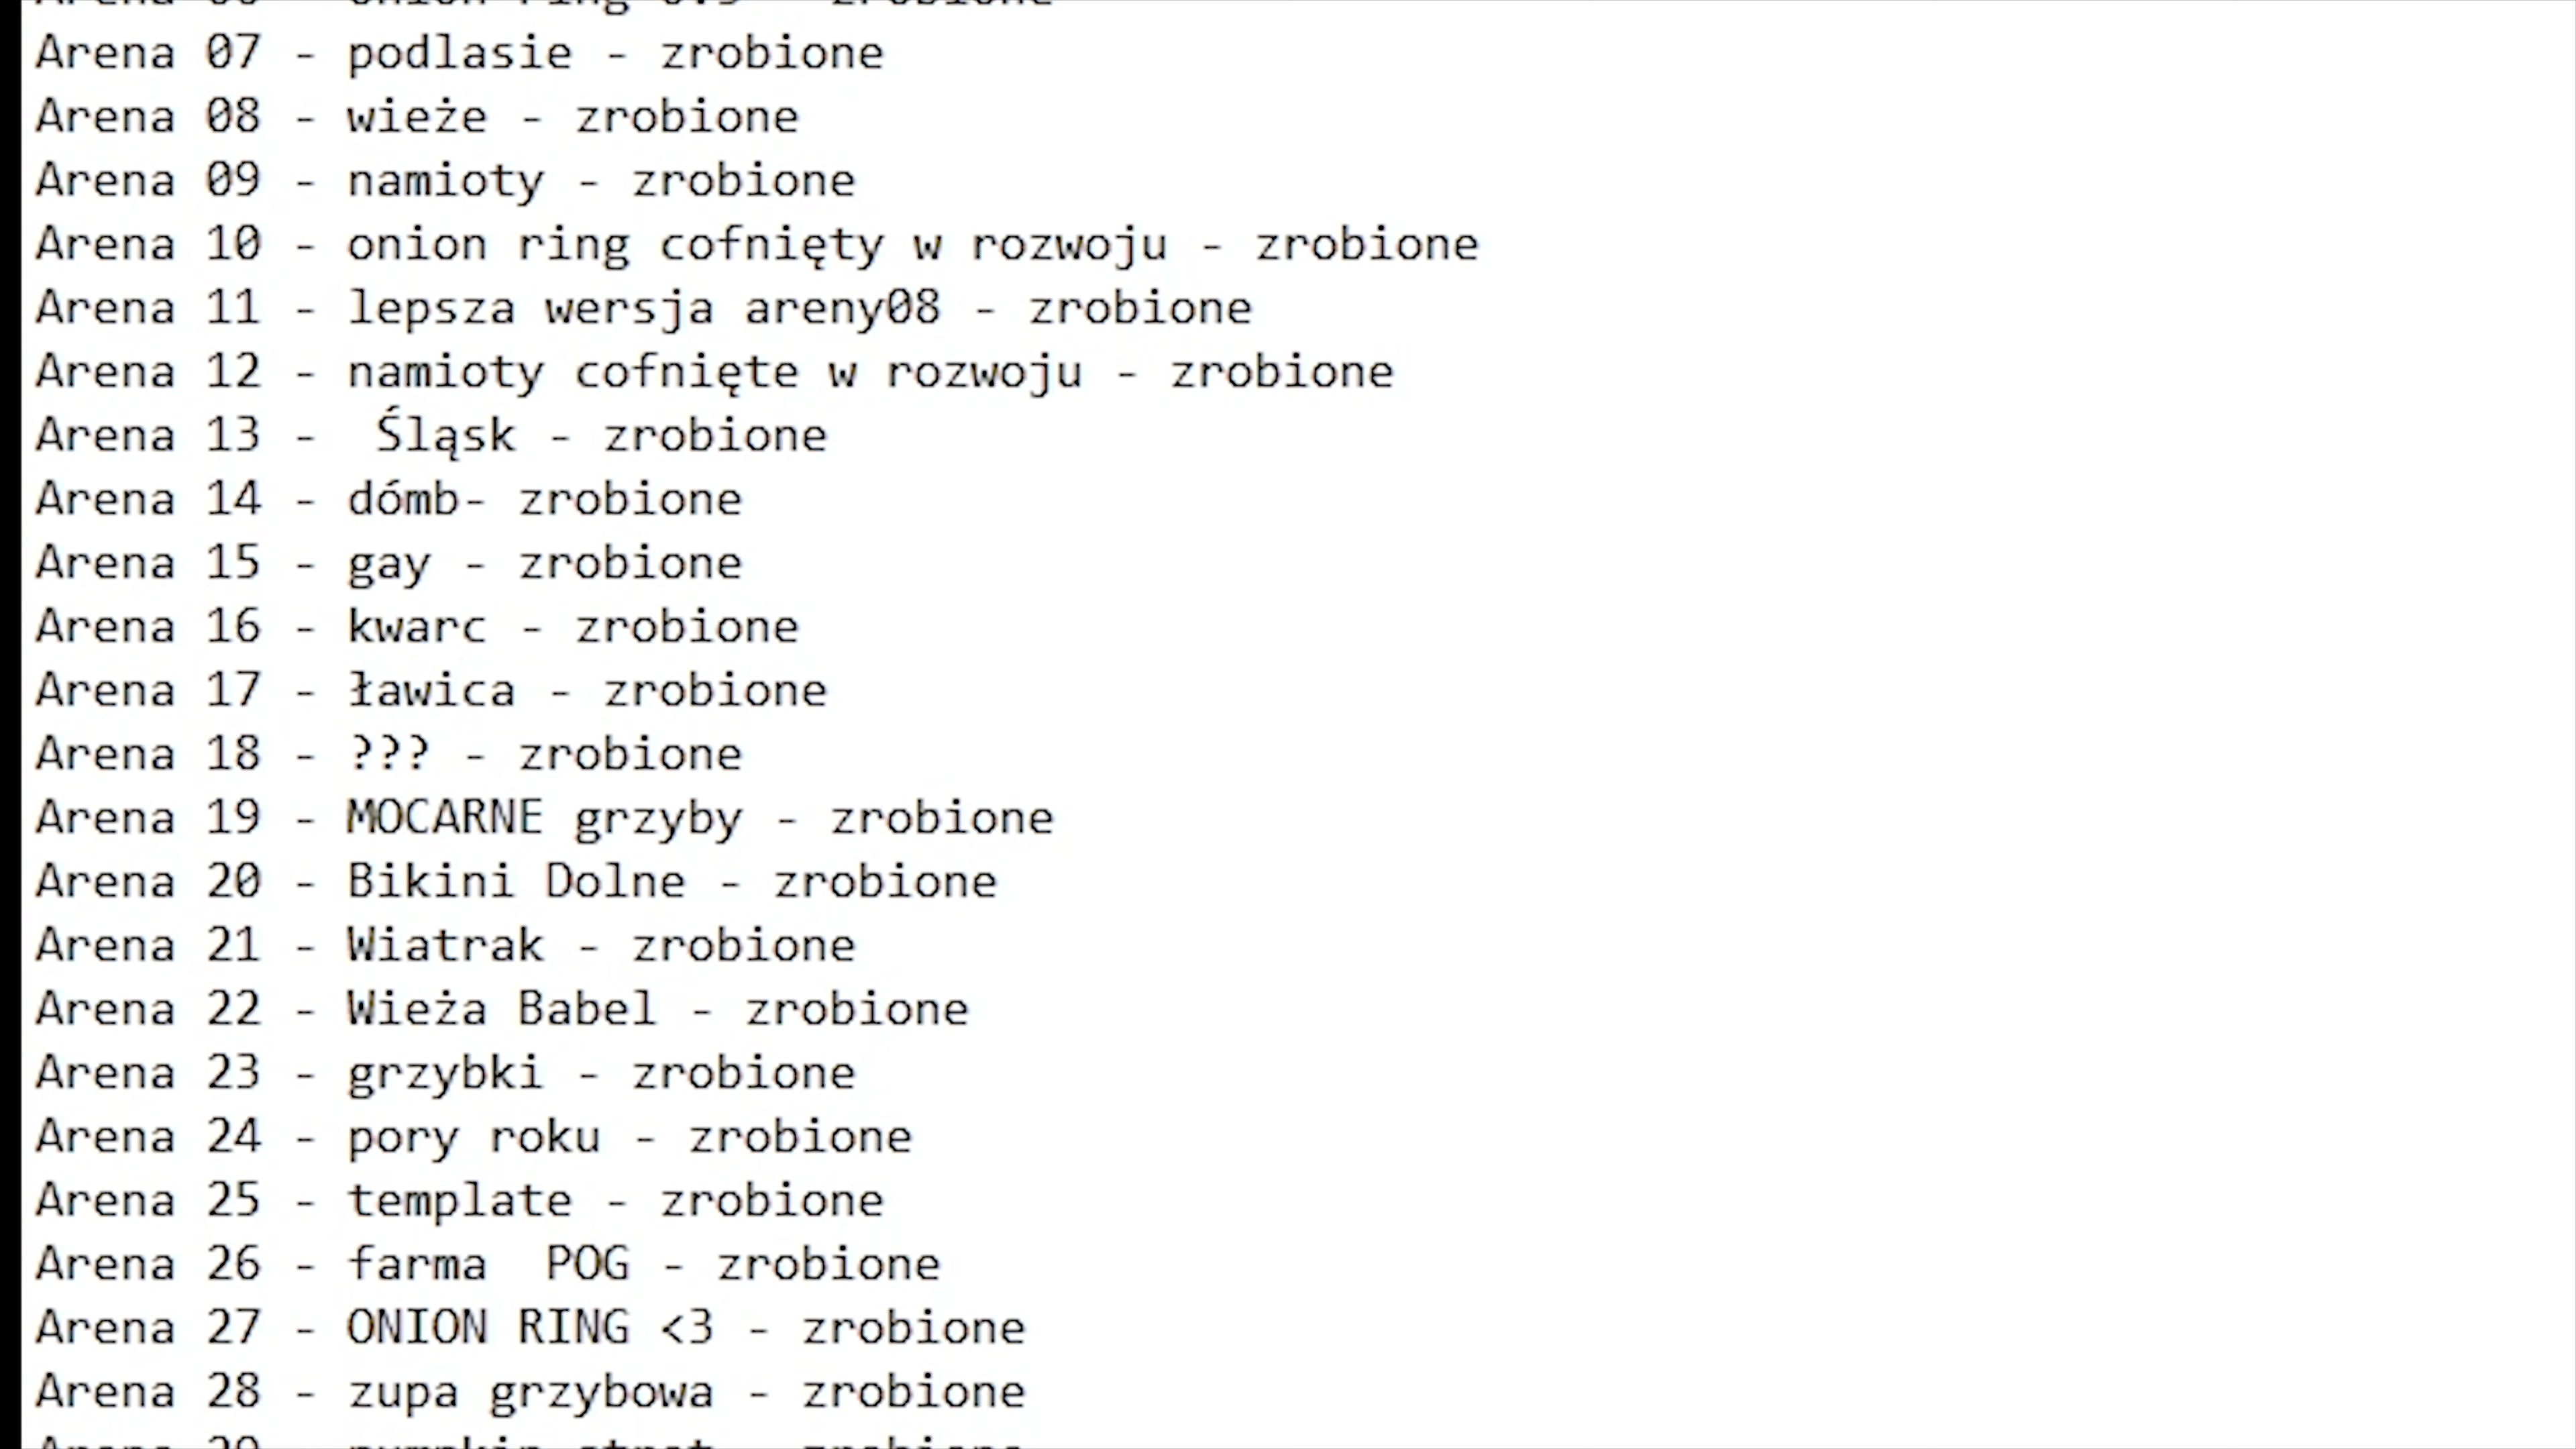 Arena 07 - podlasie - zrobione
Arena 08 - wieże - zrobione
Arena 09 - namioty - zrobione
Arena 10 - onion ring cofnięty w rozwoju - zrobione
Arena 11 - lepsza wersja areny08 - zrobione
Arena 12 - namioty cofnięte w rozwoju - zrobione
Arena 13 -  Śląsk - zrobione
Arena 14 - dómb- zrobione
Arena 15 - gay - zrobione
Arena 16 - kwarc - zrobione
Arena 17 - ławica - zrobione
Arena 18 - ??? - zrobione
Arena 19 - MOCARNE grzyby - zrobione
Arena 20 - Bikini Dolne - zrobione
Arena 21 - Wiatrak - zrobione
Arena 22 - Wieża Babel - zrobione
Arena 23 - grzybki - zrobione
Arena 24 - pory roku - zrobione
Arena 25 - template - zrobione
Arena 26 - farma  POG - zrobione
Arena 27 - ONION RING <3 - zrobione
Arena 28 - zupa grzybowa - zrobione